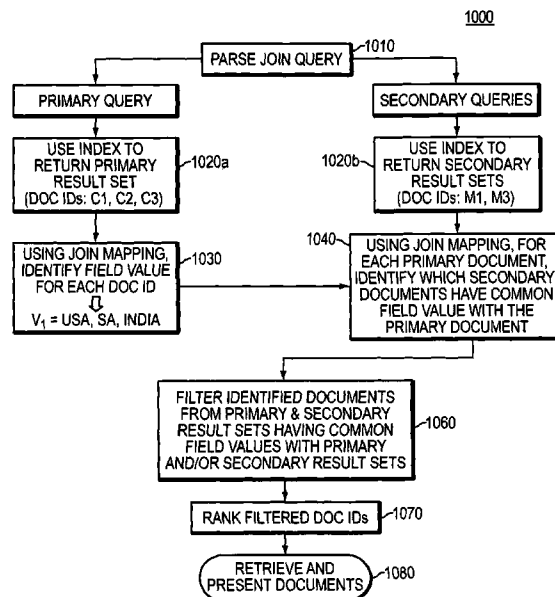 1000
PARSE JOIN QUERY
1010
PRIMARY QUERY
SECONDARY QUERIES
USE INDEX TO
RETURN PRIMARY
RESULT SET
(DOC IDs: C1, C2, C3)
1020a
USE INDEX TO
RETURN SECONDARY
RESULT SETS
(DOC IDs: M1, M3)
1020b
USING JOIN MAPPING,
IDENTIFY FIELD VALUE
FOR EACH DOC ID
V1 = USA, SA, INDIA
1030
1040
USING JOIN MAPPING, FOR
EACH PRIMARY DOCUMENT,
IDENTIFY WHICH SECONDARY
DOCUMENTS HAVE COMMON
FIELD VALUE WITH THE
PRIMARY DOCUMENT
FILTER IDENTIFIED DOCUMENTS
FROM PRIMARY & SECONDARY
RESULT SETS HAVING COMMON
FIELD VALUES WITH PRIMARY
AND/OR SECONDARY RESULT SETS
1060
RANK FILTERED DOC IDs
1070
RETRIEVE AND
PRESENT DOCUMENTS
1080